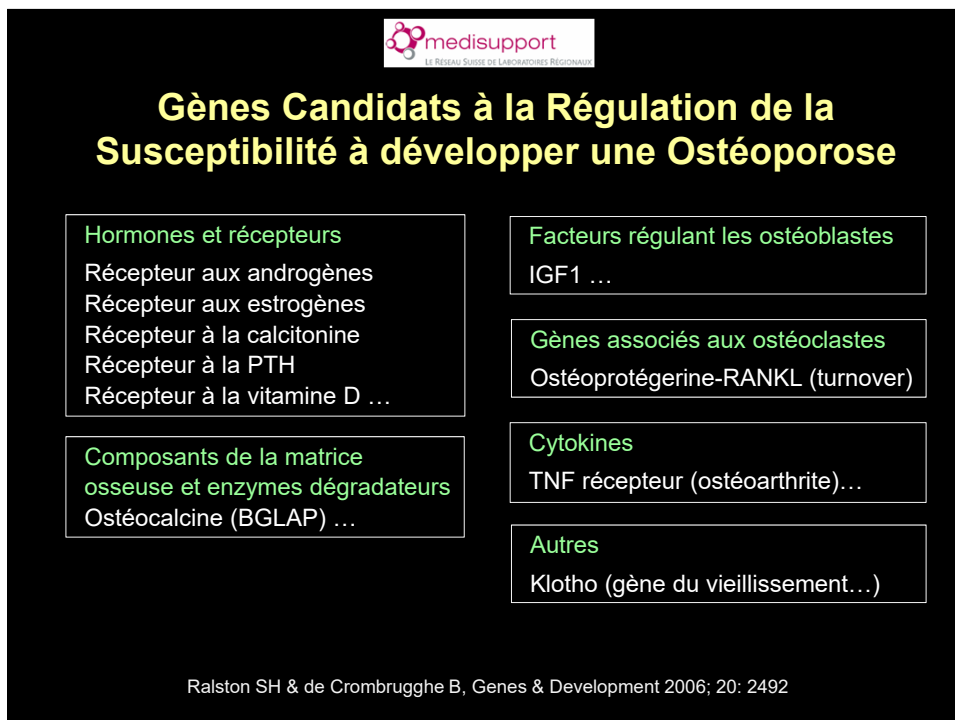 medisupport
LE RÉSEAU SUISSE DE LABORATOIRES RÉGIONAUX
Gènes Candidats à la Régulation de la
Susceptibilité à développer une Ostéoporose
Hormones et récepteurs
Récepteur aux androgènes
Récepteur aux estrogènes
Récepteur à la calcitonine
Récepteur à la PTH
Récepteur à la vitamine D …
Composants de la matrice
osseuse et enzymes dégradateurs
Ostéocalcine (BGLAP) …
Facteurs régulant les ostéoblastes
IGF1 …
Gènes associés aux ostéoclastes
Ostéoprotégerine-RANKL (turnover)
Cytokines
TNF récepteur (ostéoarthrite)…
Autres
Klotho (gène du vieillissement…)
Ralston SH & de Crombrugghe B, Genes & Development 2006; 20: 2492